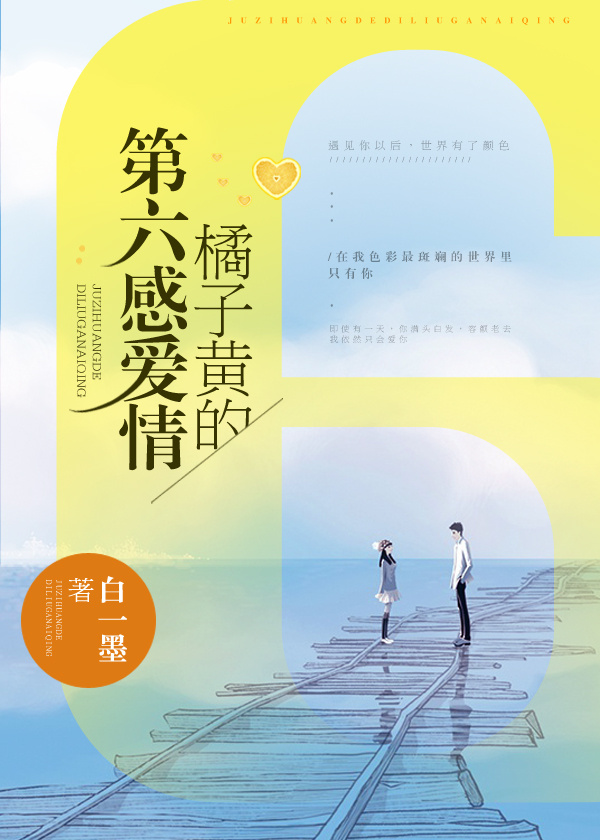 JUZIHUANGDEDILIUGANAIQING
遇见你以后·世界有了颜色
/////////////////////
/在我色彩最斑斓的世界里
只有你
即使有一天·你满头白发·容颜老去
我依然只会爱你
橘子黄的
第六感爱情
JUZIHUANGDE
DILIUGANAIQING
白一墨
著
JUZIHUANGDE
DILIUGANAIQING